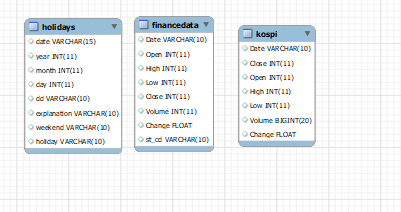 holidays
date VARCHAR(15)
year INT(11)
month INT(11)
day INT(11)
dd VARCHAR(10)
explanation VARCHAR(10)
weekend VARCHAR(10)
holiday VARCHAR(10)
financedata
Date VARCHAR(10)
Open INT(11)
High INT(11)
Low INT(11)
Close INT(11)
Volume INT(11)
Change FLOAT
st_cd VARCHAR(10)
kospi
Date VARCHAR(10)
Close INT(11)
Open INT(11)
High INT(11)
Low INT(11)
Volume BIGINT(20)
Change FLOAT